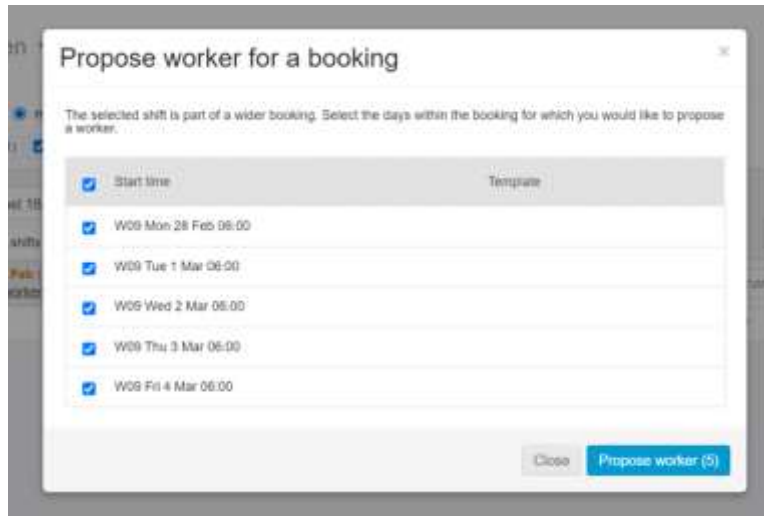 Propose worker for a booking
×
The selected shift is part of a wider booking. Select the days within the booking for which you would like to propose
a worker.
Start time Template
W09 Mon 28 Feb 06:00
W09 Tue 1 Mar 06:00
W09 Wed 2 Mar 06:00
W09 Thu 3 Mar 06:00
W09 Fri 4 Mar 06:00
Close Propose worker (5)